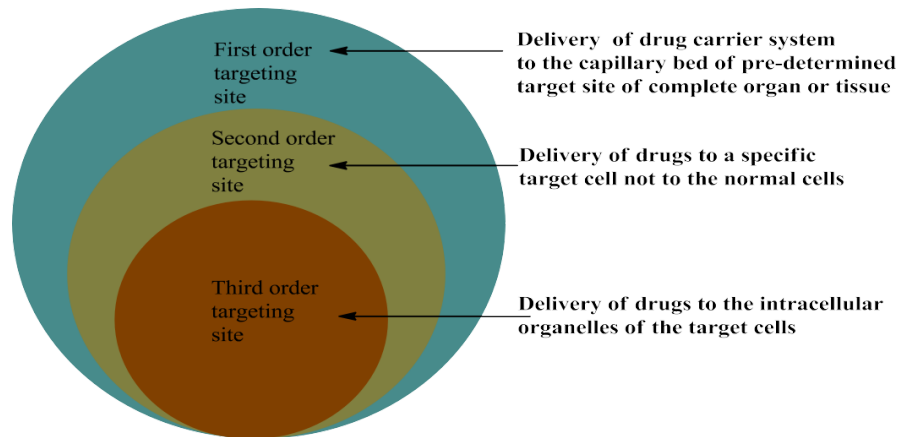 First order
targeting
site
Delivery of drug carrier system
to the capillary bed of pre-determined
target site of complete organ or tissue
Second order
targeting
site
Delivery of drugs to a specific
target cell not to the normal cells
Third order
targeting
site
Delivery of drugs to the intracellular
organelles of the target cells